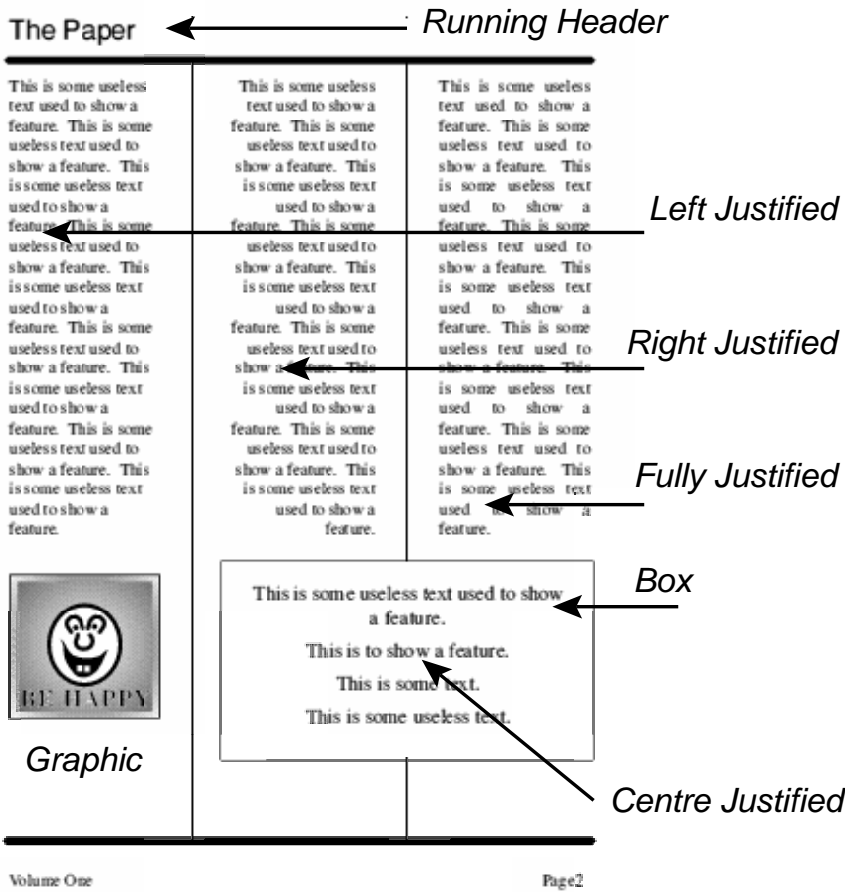 The Paper
Running Header
This is some useless
text used to show a
feature. This is some
useless text used to
show a feature. This
is some useless text
used to show a
feature. This is some
useless text used to
show a feature. This
is some useless text
used to show a
feature. This is some
useless text used to
show a feature. This
is some useless text
used to show a
feature. This is some
useless text used to
show a feature. This
is some useless text
used to show a
feature.
This is some useless
text used to show a
feature. This is some
useless text used to
show a feature. This
is some useless text
used to show a
feature. This is some
useless text used to
show a feature. This
is some useless text
used to show a
feature. This is some
useless text used to
show a feature. This
is some useless text
used to show a
feature. This is some
useless text used to
show a feature. This
is some useless text
used to show a
feature.
This is some useless
text used to show a
feature. This is some
useless text used to
show a feature. This
is some useless text
used to show a
feature. This is some
useless text used to
show a feature. This
is some useless text
used to show a
feature. This is some
useless text used to
show a feature. This
is some useless text
used to show a
feature. This is some
useless text used to
show a feature. This
is some useless text
used to show a
feature.
Left Justified
Right Justified
Fully Justified
BE HAPPY
Graphic
This is some useless text used to show
a feature.
This is to show a feature.
This is some text.
This is some useless text.
Box
Centre Justified
Volume One
Page2